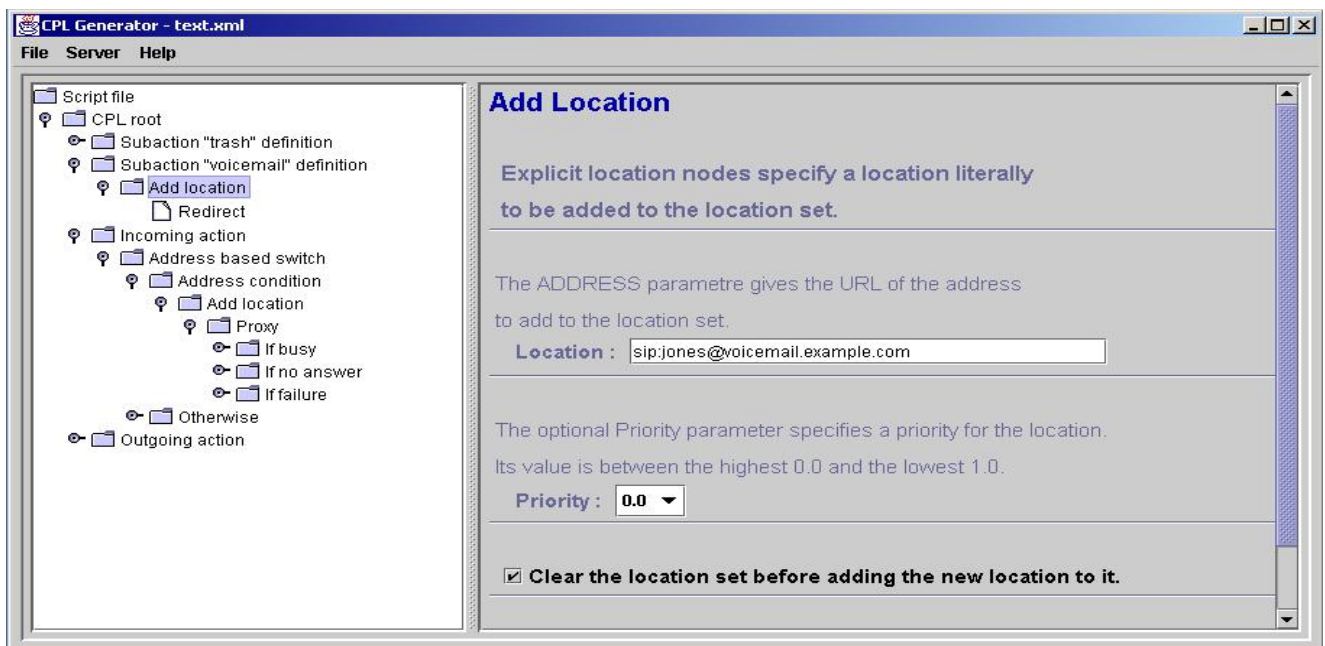 CPL Generator - text.xml
File Server Help
Script file
CPL root
Subaction "trash" definition
Subaction "voicemail" definition
Add location
Redirect
Incoming action
Address based switch
Address condition
Add location
Proxy
If busy
If no answer
If failure
Otherwise
Outgoing action
Add Location
Explicit location nodes specify a location literally
to be added to the location set.
The ADDRESS parametre gives the URL of the address
to add to the location set.
Location : sip:jones@voicemail.example.com
The optional Priority parameter specifies a priority for the location.
Its value is between the highest 0.0 and the lowest 1.0.
Priority : 0.0
Clear the location set before adding the new location to it.